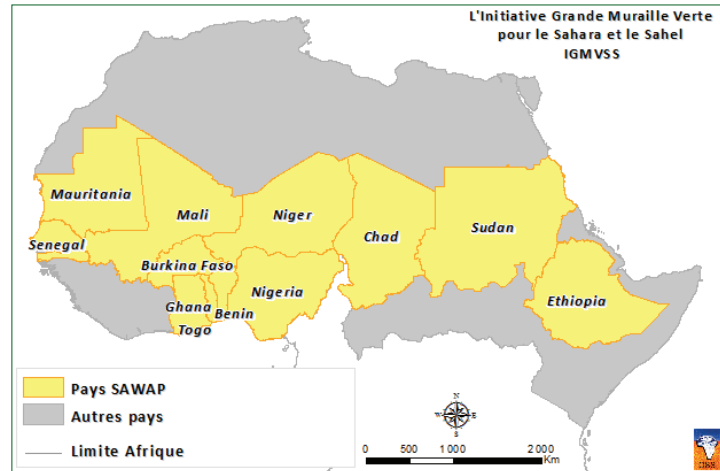 L'Initiative Grande Muraille Verte
pour le Sahara et le Sahel
IGMVSS
Mauritania
Mali
Niger
Chad
Sudan
Senegal
Burkina Faso
Nigeria
Ethiopia
Ghana
Benin
Togo
Pays SAWAP
Autres pays
Limite Afrique
N
0 500 1 000 2 000
Km